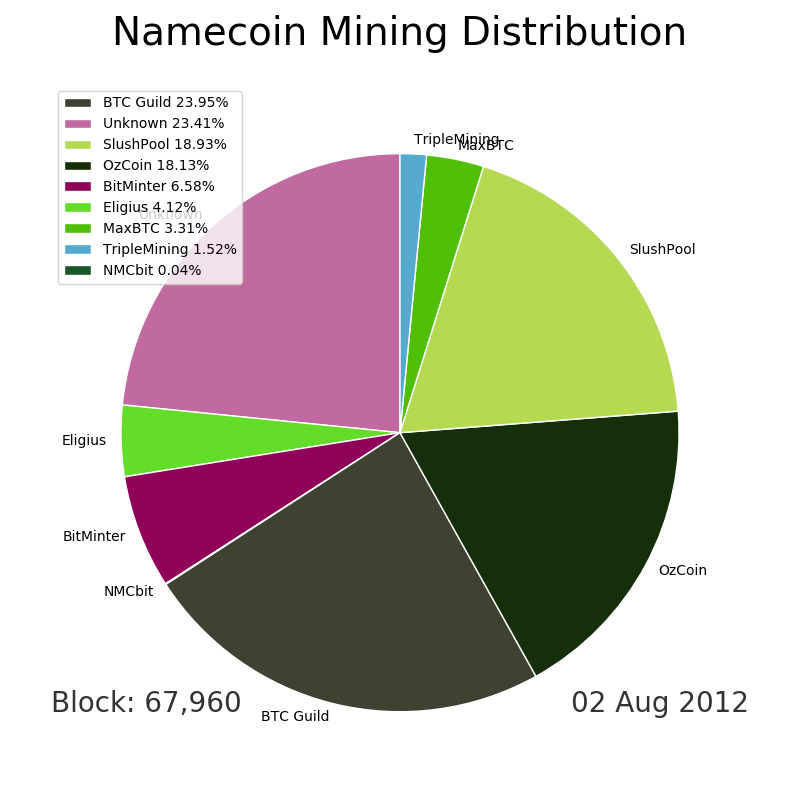 Namecoin Mining Distribution
BTC Guild 23.95%
Unknown 23.41%
SlushPool 18.93%
OzCoin 18.13%
BitMinter 6.58%
Eligius 4.12%
MaxBTC 3.31%
TripleMining 1.52%
NMCbit 0.04%
TripleMining
MaxBTC
Unknown
SlushPool
Eligius
BitMinter
OzCoin
NMCbit
BTC Guild
Block: 67,960
02 Aug 2012